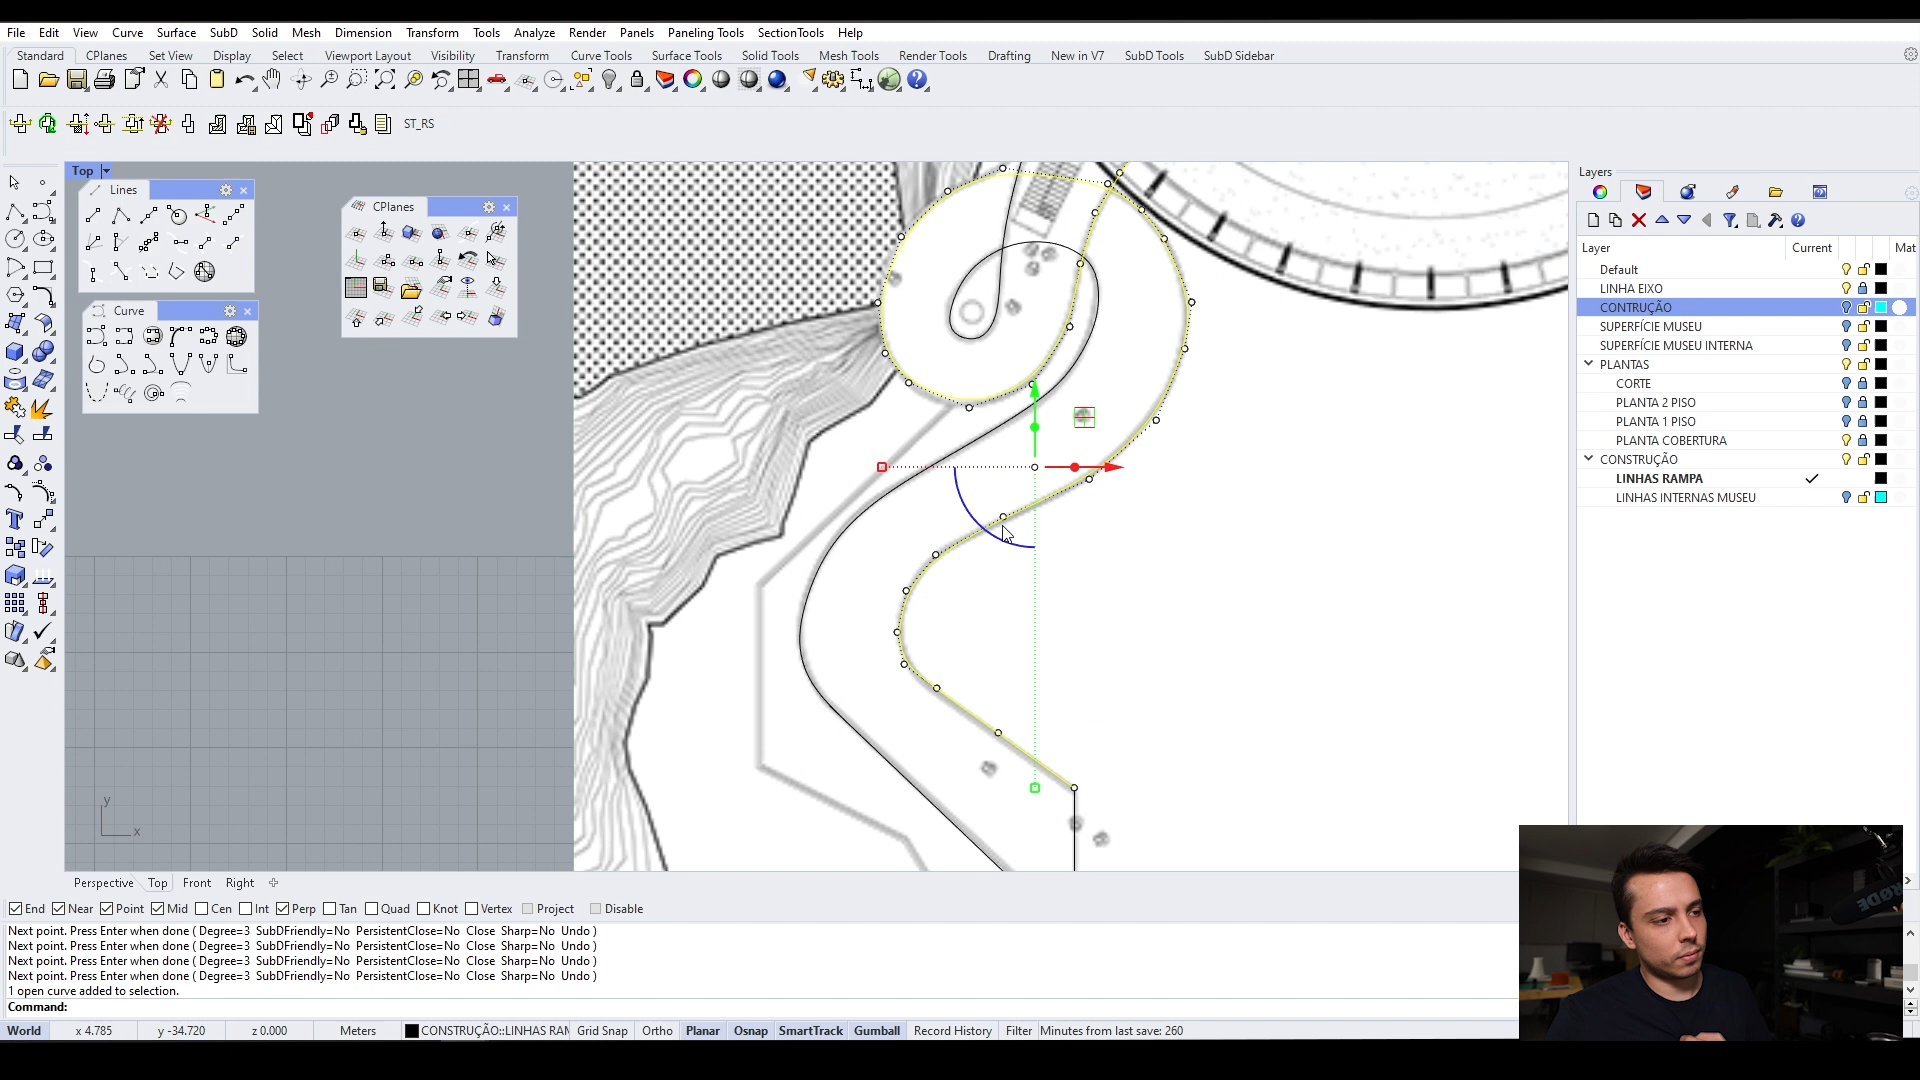 File Edit View Curve Surface SubD Solid Mesh Dimension Transform Tools Analyze Render Panels Paneling Tools SectionTools Help
Standard CPlanes Set View Display Select Viewport Layout Visibility Transform Curve Tools Surface Tools Solid Tools Mesh Tools Render Tools Drafting New in V7 SubD Tools SubD Sidebar
ST_RS
Top
Lines
CPlanes
Curve
y
x
Layers
Layer Current Mat
Default
LINHA EIXO
CONTRUÇÃO
SUPERFÍCIE MUSEU
SUPERFÍCIE MUSEU INTERNA
PLANTAS
CORTE
PLANTA 2 PISO
PLANTA 1 PISO
PLANTA COBERTURA
CONSTRUÇÃO
LINHAS RAMPA
LINHAS INTERNAS MUSEU
Perspective Top Front Right
End Near Point Mid Cen Int Perp Tan Quad Knot Vertex Project Disable
Next point. Press Enter when done ( Degree=3 SubDFriendly=No PersistentClose=No Close Sharp=No Undo )
Next point. Press Enter when done ( Degree=3 SubDFriendly=No PersistentClose=No Close Sharp=No Undo )
Next point. Press Enter when done ( Degree=3 SubDFriendly=No PersistentClose=No Close Sharp=No Undo )
Next point. Press Enter when done ( Degree=3 SubDFriendly=No PersistentClose=No Close Sharp=No Undo )
1 open curve added to selection.
Command:
World x 4.785 y -34.720 z 0.000 Meters CONSTRUÇÃO::LINHAS RAM Grid Snap Ortho Planar Osnap SmartTrack Gumball Record History Filter Minutes from last save: 260
RØDE